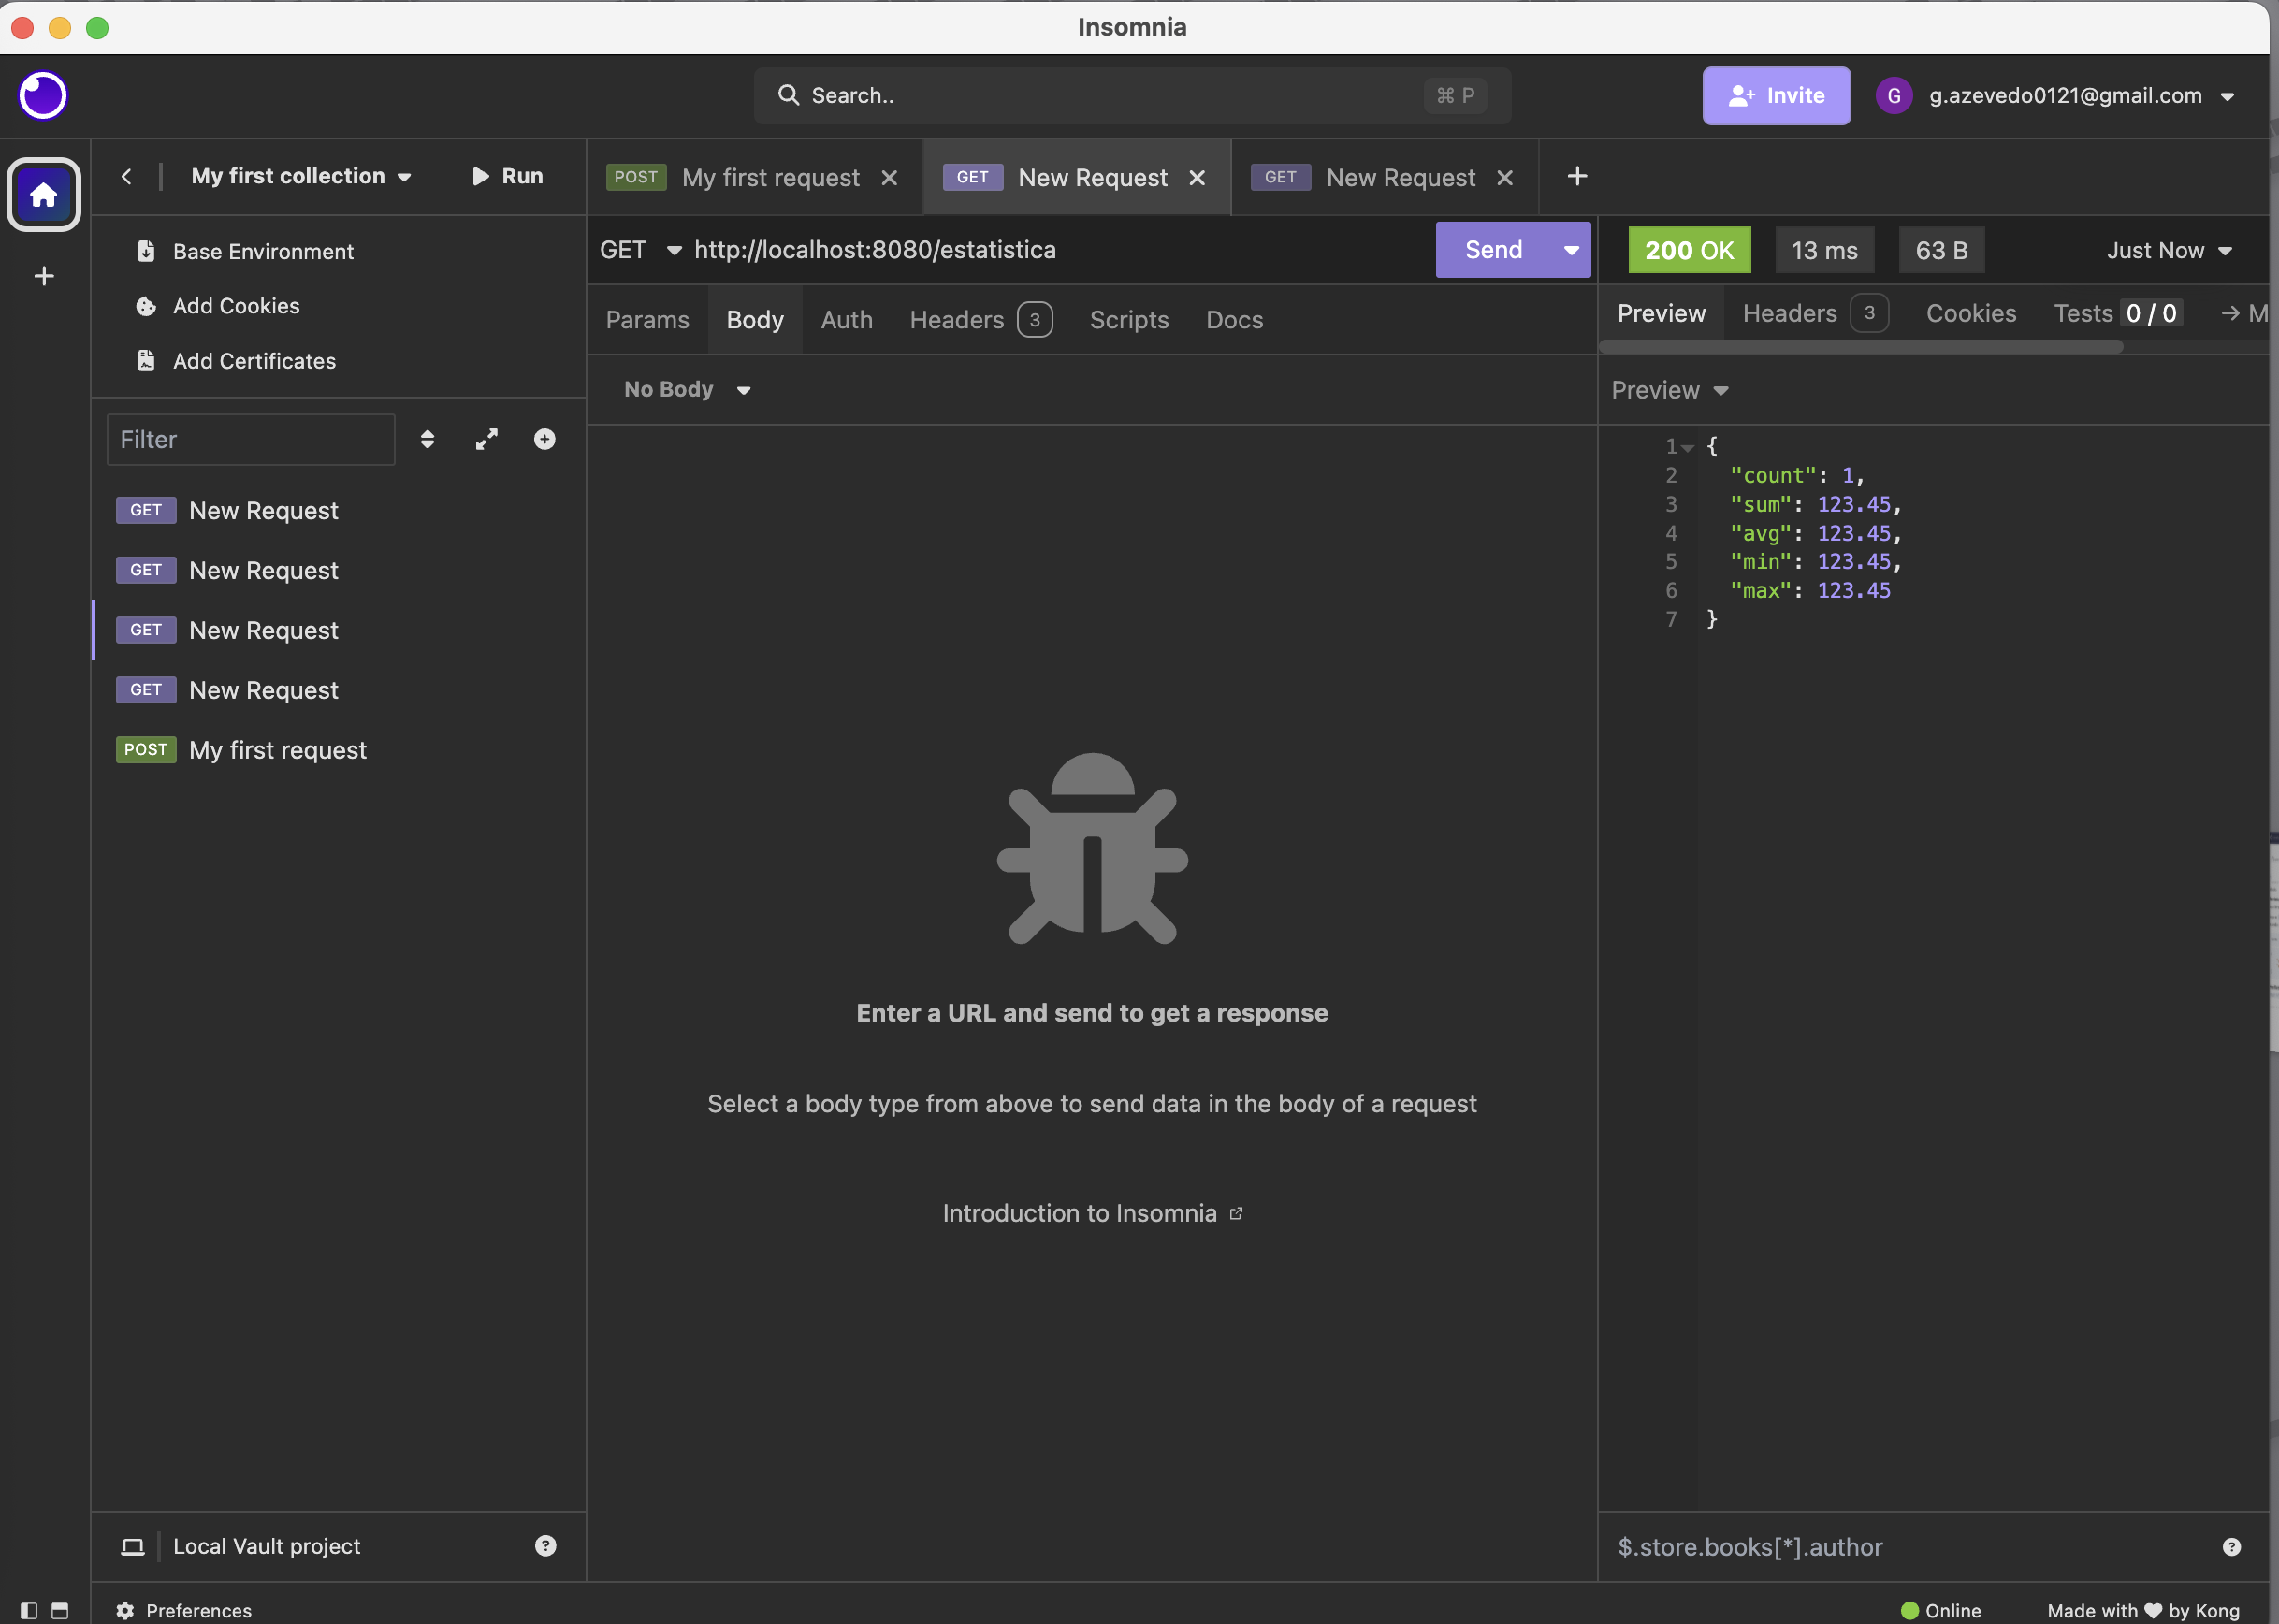 Insomnia
Search..
⌘ P
Invite
G
g.azevedo0121@gmail.com
My first collection
Run
POST My first request
GET New Request
GET New Request
Base Environment
Add Cookies
Add Certificates
Filter
GET New Request
GET New Request
GET New Request
GET New Request
POST My first request
Local Vault project
GET http://localhost:8080/estatistica
Send
Params
Body
Auth
Headers 3
Scripts
Docs
No Body
Enter a URL and send to get a response
Select a body type from above to send data in the body of a request
Introduction to Insomnia
200 OK
13 ms
63 B
Just Now
Preview
Headers 3
Cookies
Tests 0 / 0
→ M
Preview
1 {
2 "count": 1,
3 "sum": 123.45,
4 "avg": 123.45,
5 "min": 123.45,
6 "max": 123.45
7 }
$.store.books[*].author
Preferences
Online
Made with ♥ by Kong